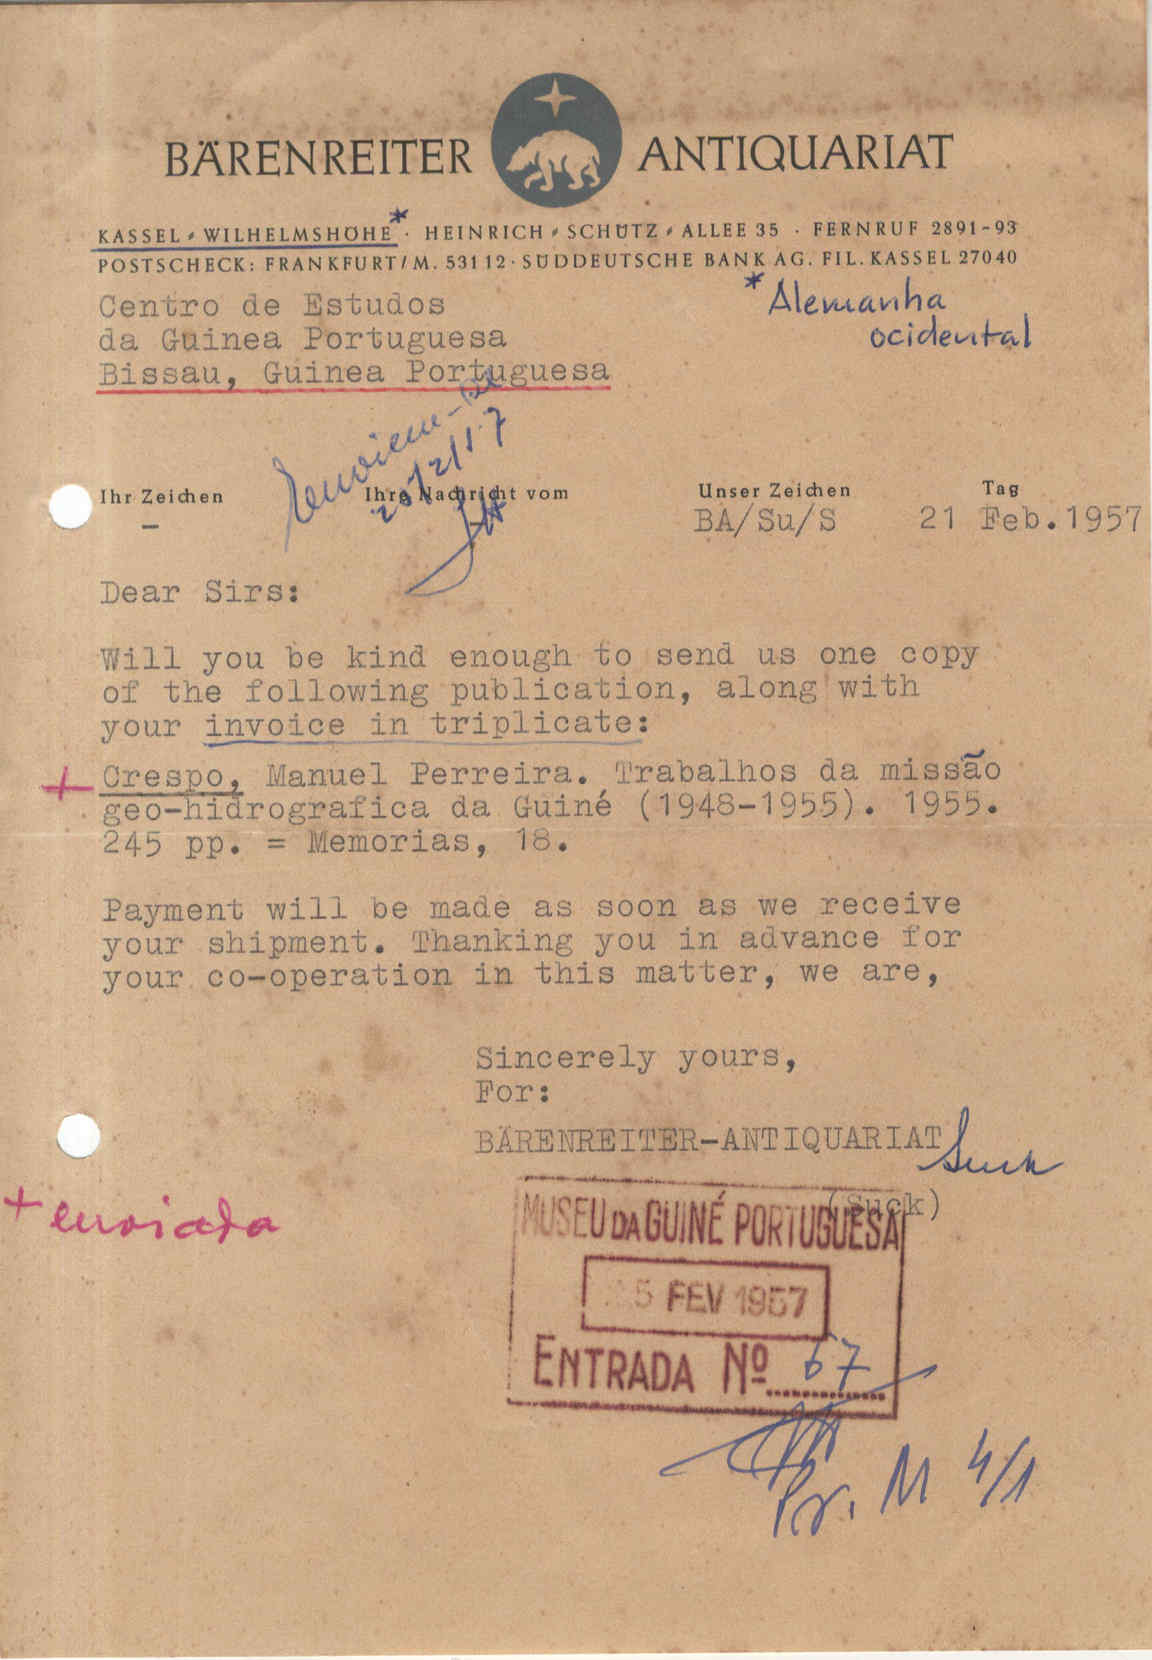 BÄRENREITER ANTIQUARIAT
KASSEL-WILHELMSHÖHE * · HEINRICH-SCHÜTZ-ALLEE 35 · FERNRUF 2891-93
POSTSCHECK: FRANKFURT/M. 53112 · SÜDDEUTSCHE BANK AG. FIL. KASSEL 27040
* Alemanha
ocidental
Centro de Estudos
da Guinea Portuguesa
Bissau, Guinea Portuguesa
Ihr Zeichen Ihre Nachricht vom Unser Zeichen Tag
– BA/Su/S 21 Feb.1957
Dear Sirs:
Will you be kind enough to send us one copy
of the following publication, along with
your invoice in triplicate:
+ Crespo, Manuel Perreira. Trabalhos da missão
geo-hidrografica da Guiné (1948-1955). 1955.
245 pp. = Memorias, 18.
Payment will be made as soon as we receive
your shipment. Thanking you in advance for
your co-operation in this matter, we are,
Sincerely yours,
For:
BÄRENREITER-ANTIQUARIAT
Suck
(Suck)
+ enviada
MUSEU DA GUINÉ PORTUGUESA
25 FEV 1957
ENTRADA Nº 67
Pr. M 4/1